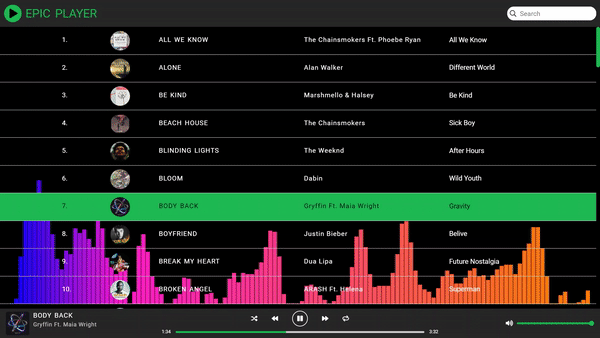 EPIC PLAYER
Search
1. ALL WE KNOW The Chainsmokers Ft. Phoebe Ryan All We Know
2. ALONE Alan Walker Different World
3. BE KIND Marshmello & Halsey Be Kind
4. BEACH HOUSE The Chainsmokers Sick Boy
5. BLINDING LIGHTS The Weeknd After Hours
6. BLOOM Dabin Wild Youth
7. BODY BACK Gryffin Ft. Maia Wright Gravity
8. BOYFRIEND Justin Bieber Belive
9. BREAK MY HEART Dua Lipa Future Nostalgia
10. BROKEN ANGEL ARASH Ft. Helena Superman
BODY BACK
Gryffin Ft. Maia Wright
1:34 3:32